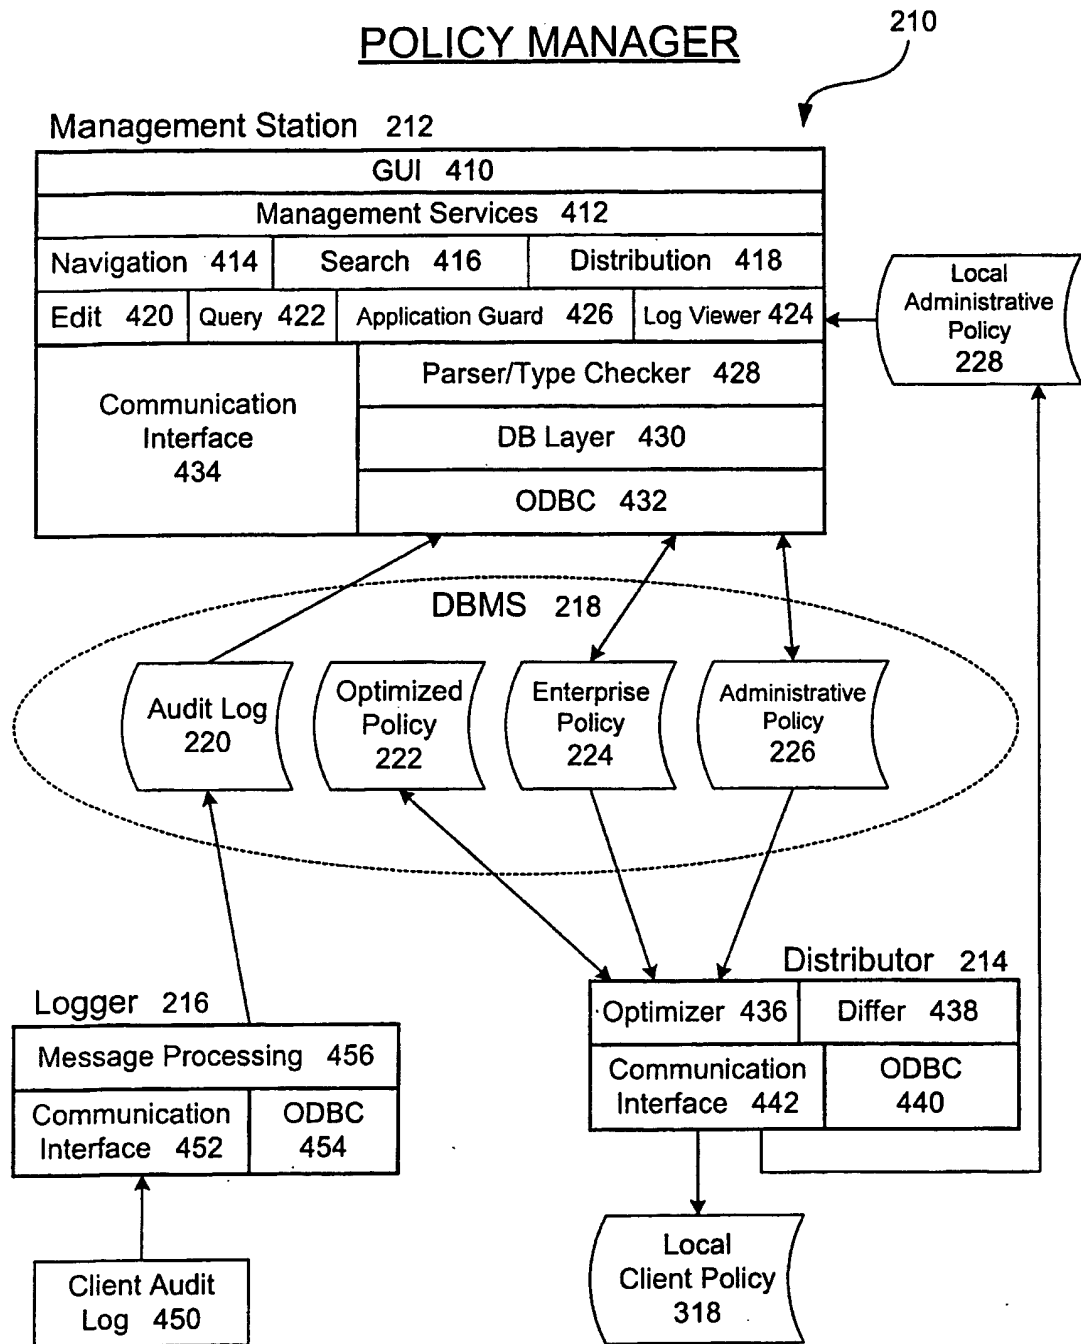 210
POLICY MANAGER
Management Station 212
GUI 410
Management Services 412
Navigation 414
Search 416
Distribution 418
Edit 420
Query 422
Application Guard 426
Log Viewer 424
Local
Administrative
Policy
228
Communication
Interface
434
Parser/Type Checker 428
DB Layer 430
ODBC 432
DBMS 218
Audit Log
220
Optimized
Policy
222
Enterprise
Policy
224
Administrative
Policy
226
Distributor 214
Optimizer 436
Differ 438
Communication
Interface 442
ODBC
440
Logger 216
Message Processing 456
Communication
Interface 452
ODBC
454
Client Audit
Log 450
Local
Client Policy
318